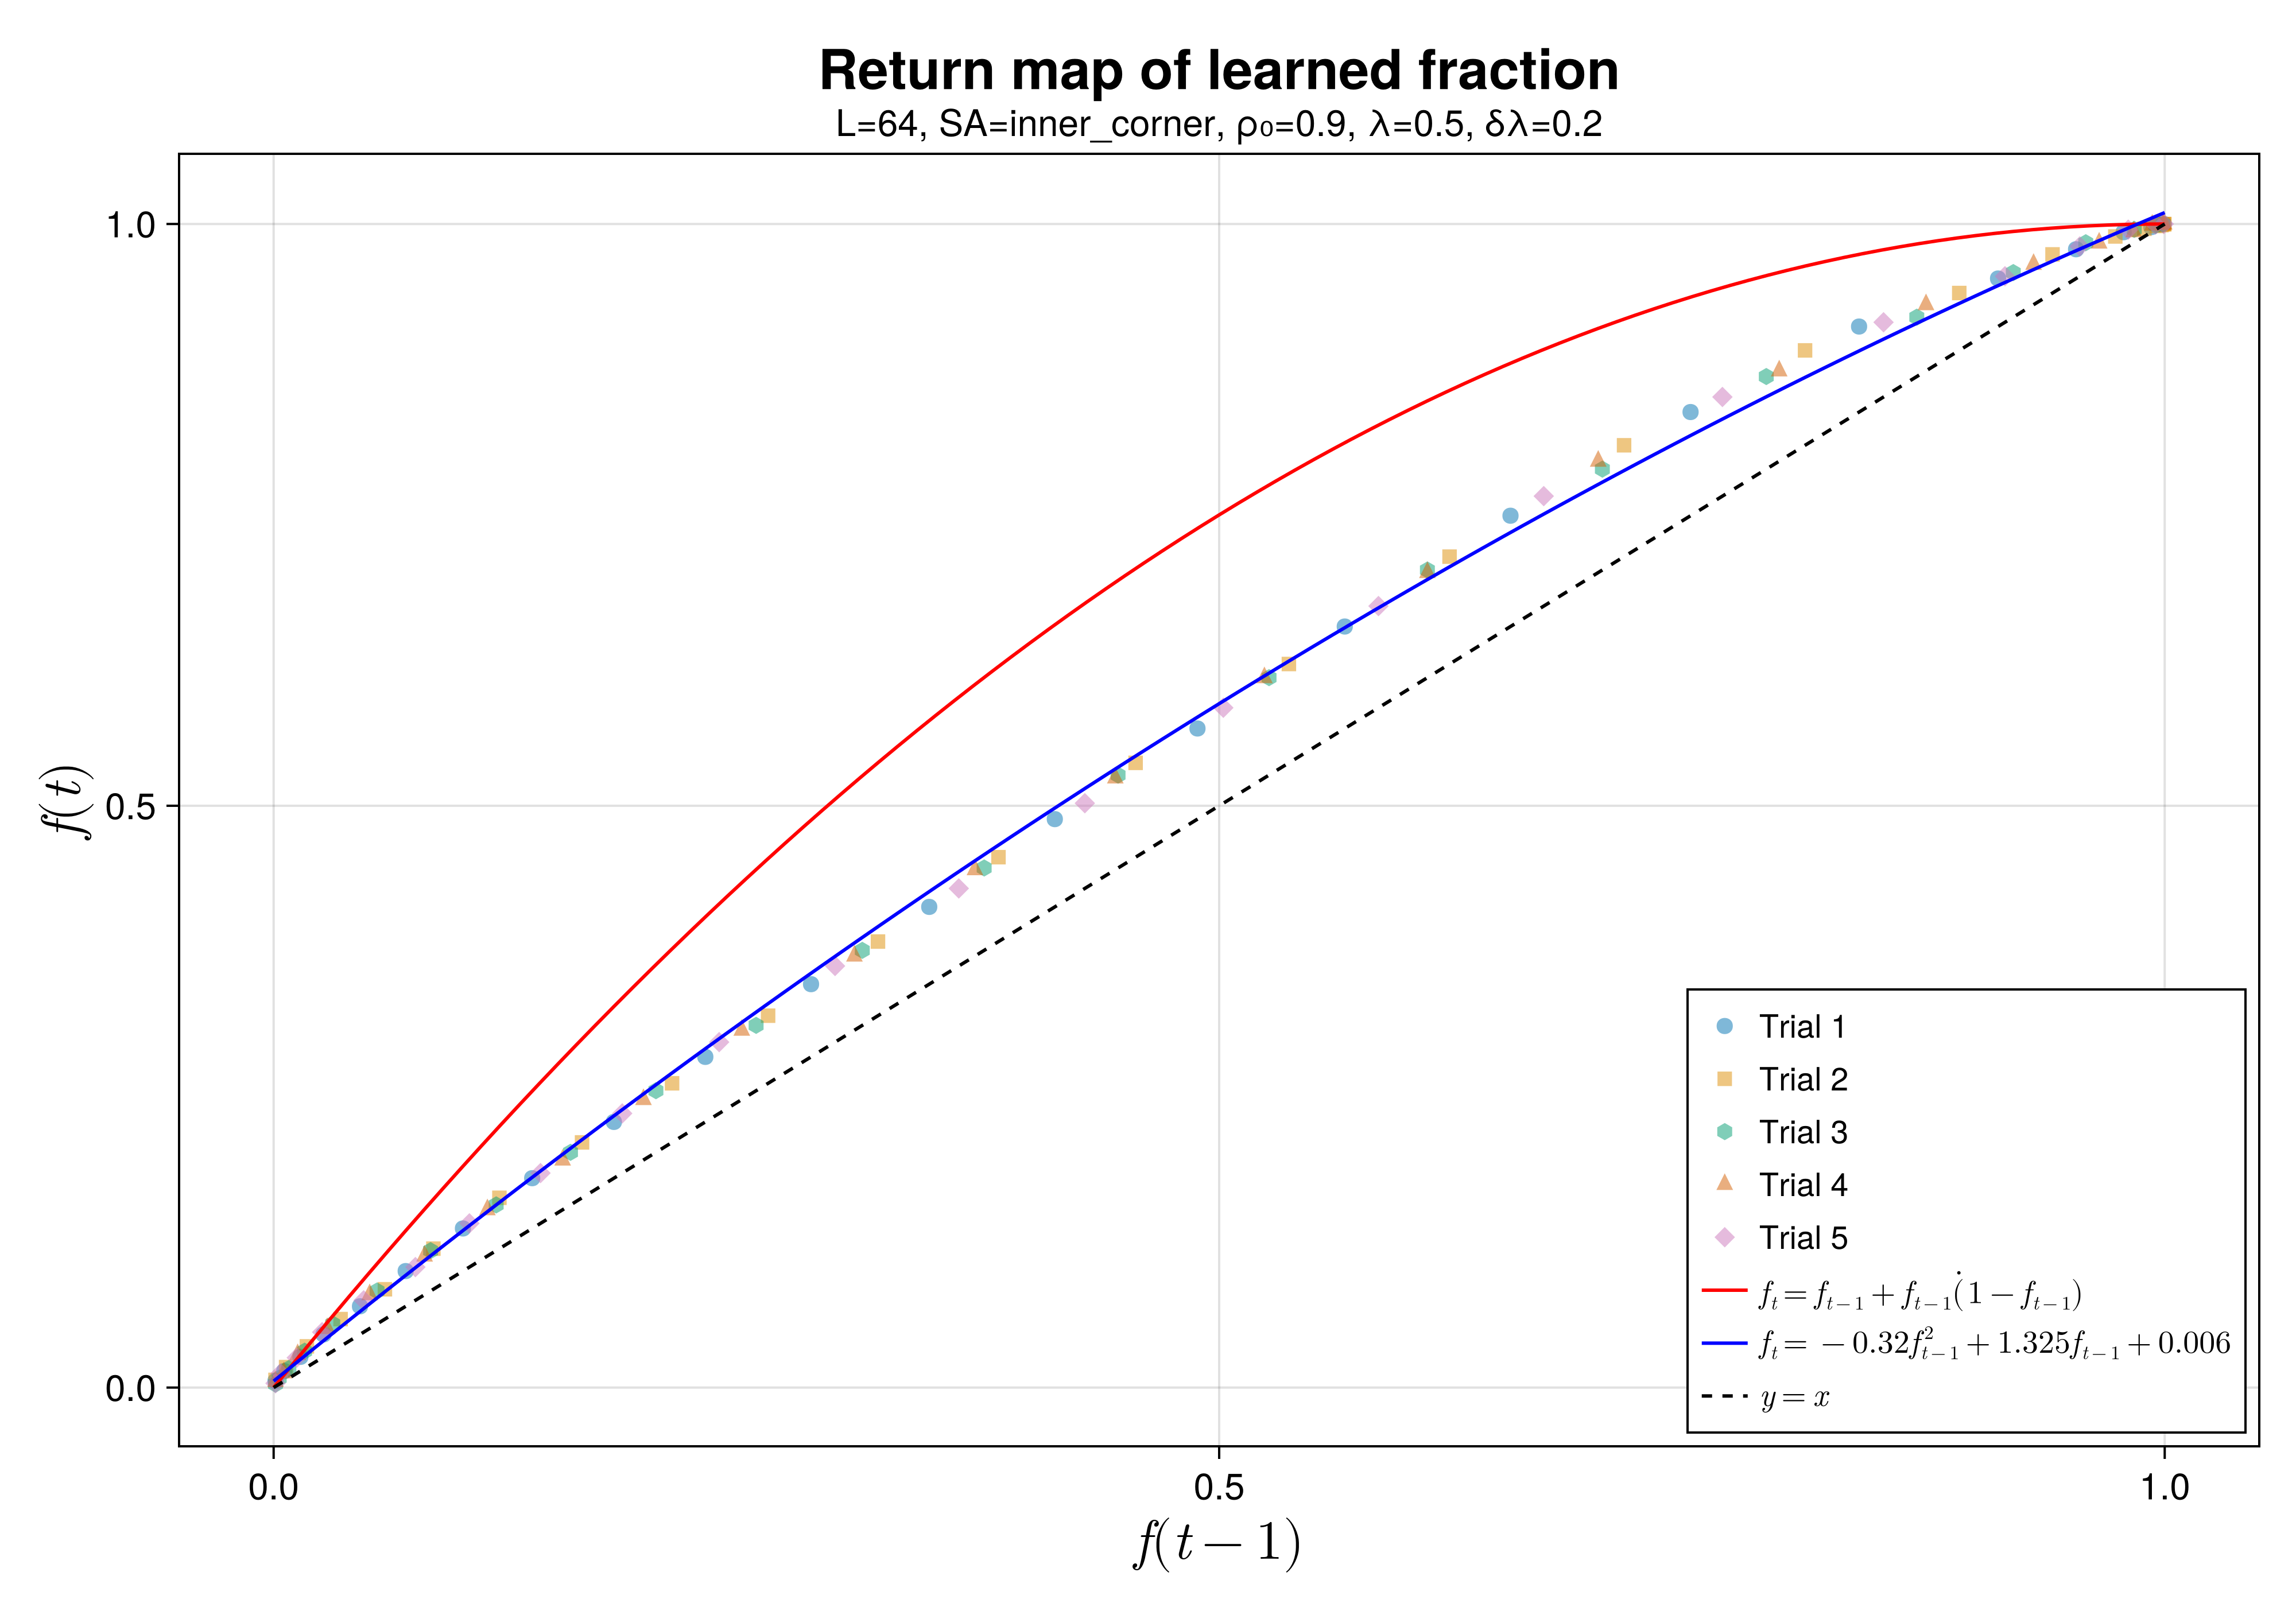 Return map of learned fraction
L=64, SA=inner_corner, ρ₀=0.9, λ=0.5, δλ=0.2
1.0
0.5
0.0
f(t)
0.0 0.5 1.0
f(t − 1)
Trial 1
Trial 2
Trial 3
Trial 4
Trial 5
f_{t−1} + f_{t−1}(̇1 − f_{t−1}) = f_t
f_t = −0.32f²_{t−1} + 1.325f_{t−1} + 0.006
y = x